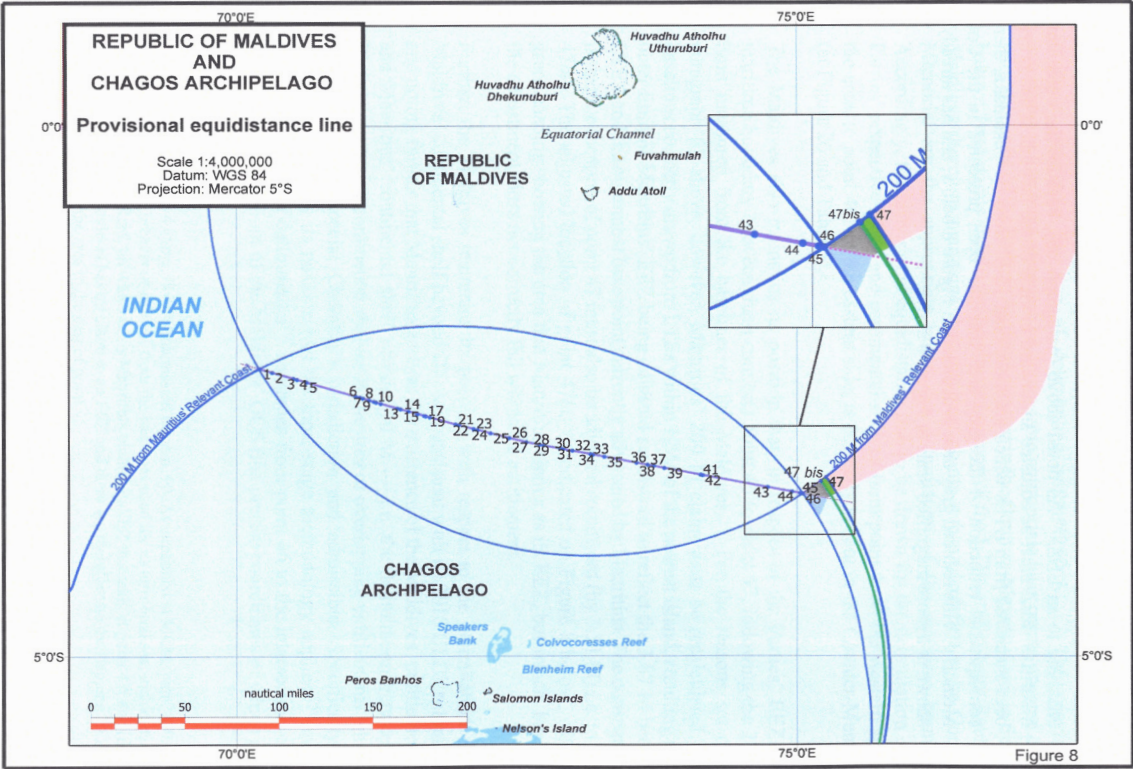 70°0'E
75°0'E
REPUBLIC OF MALDIVES
AND
CHAGOS ARCHIPELAGO
Provisional equidistance line
Scale 1:4,000,000
Datum: WGS 84
Projection: Mercator 5°S
Huvadhu Atholhu
Uthuruburi
Huvadhu Atholhu
Dhekunuburi
0°0'
0°0'
Equatorial Channel
Fuvahmulah
REPUBLIC
OF MALDIVES
Addu Atoll
200 M
47bis
47
43
46
44
45
INDIAN
OCEAN
200 M from Mauritius' Relevant Coast
200 M from Maldives' Relevant Coast
1 2 3 4 5
6 8 10
7 9
13
14
15
17
19
21 23
22 24
25
26
27
28
29
30
31
32 33
34
35
36 37
38
39
41
42
43
44
47 bis
45
47
46
CHAGOS
ARCHIPELAGO
Speakers
Bank
Colvocoresses Reef
Blenheim Reef
5°0'S
5°0'S
Peros Banhos
Salomon Islands
Nelson's Island
nautical miles
0 50 100 150 200
70°0'E
75°0'E
Figure 8